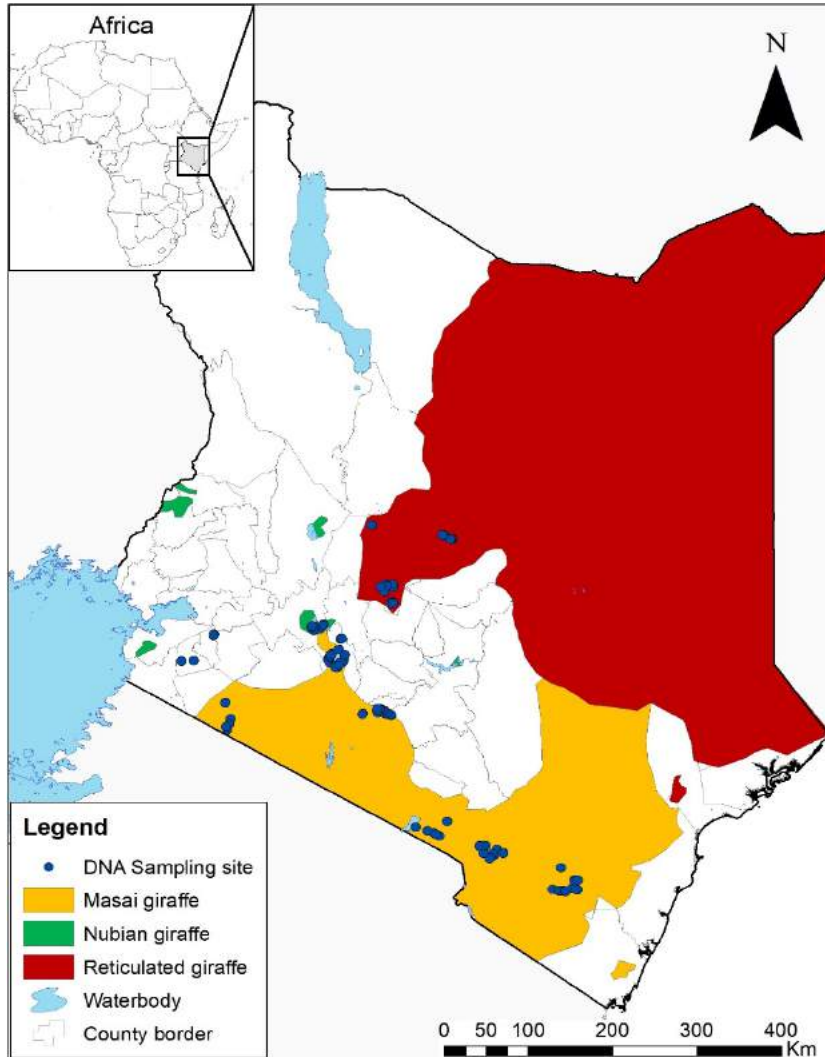 Africa
N
Legend
DNA Sampling site
Masai giraffe
Nubian giraffe
Reticulated giraffe
Waterbody
County border
0 50 100 200 300 400
Km